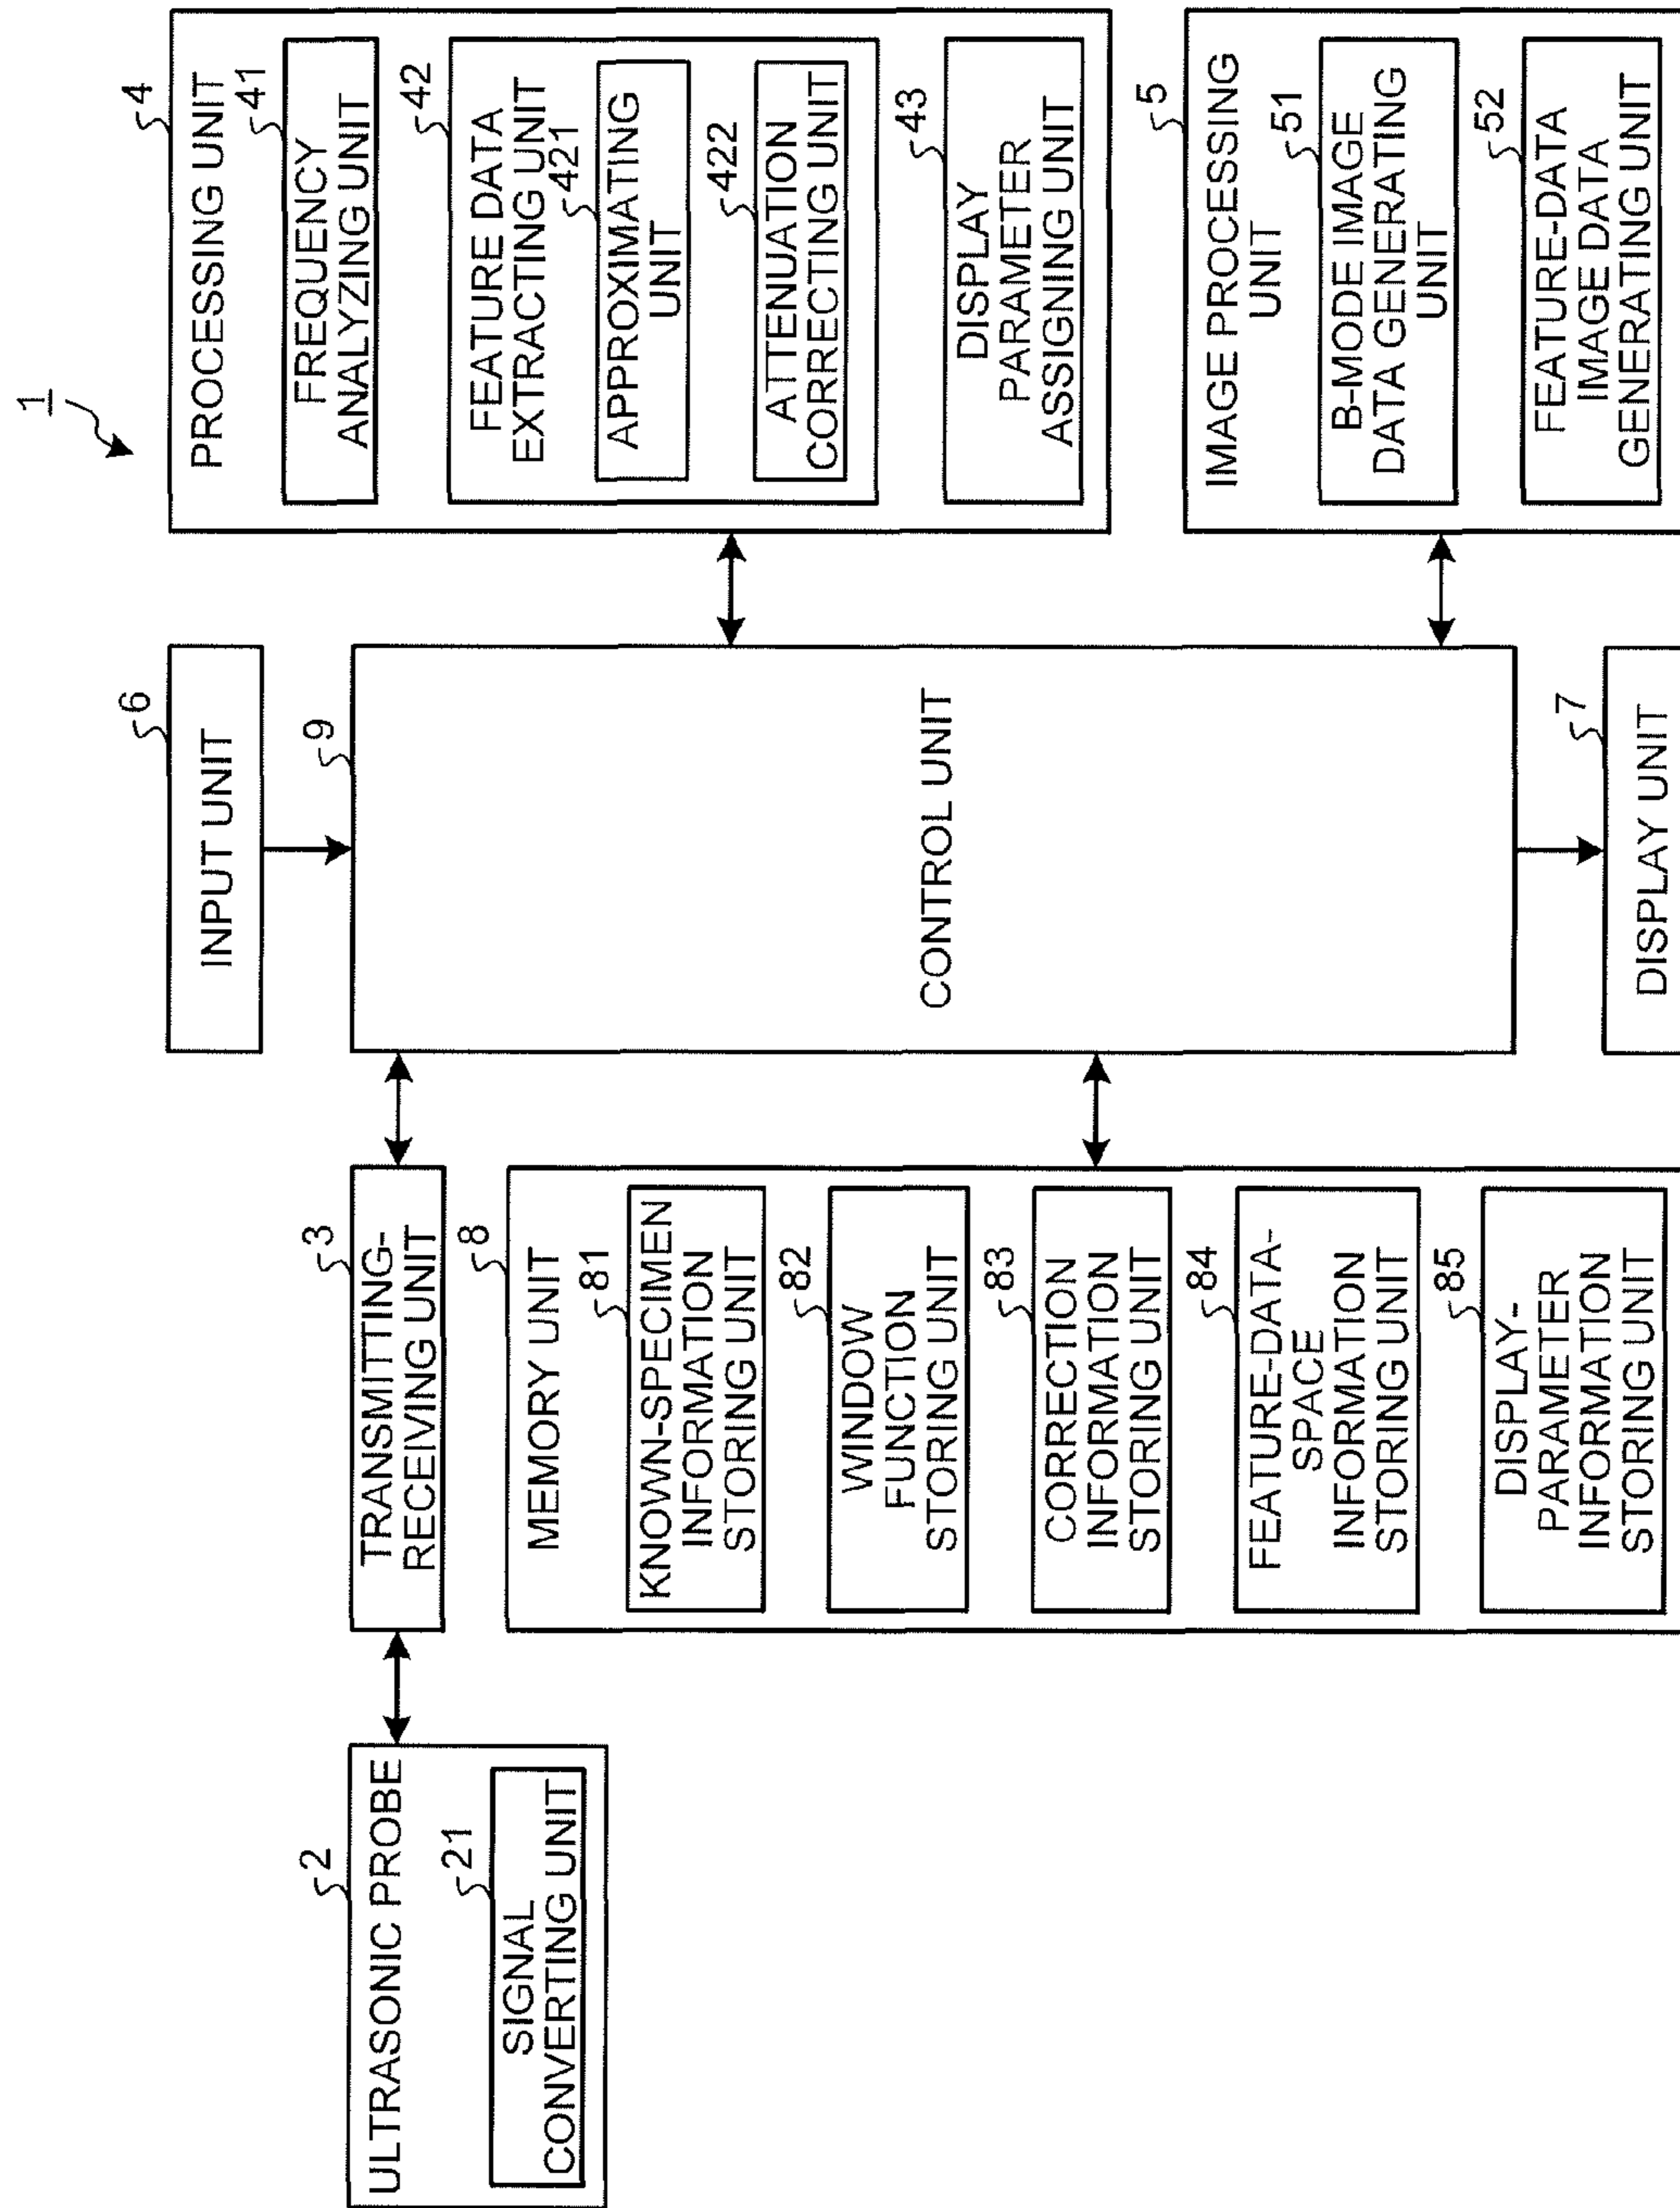 1
2
ULTRASONIC PROBE
21
SIGNAL
CONVERTING UNIT
3
TRANSMITTING-
RECEIVING UNIT
8
MEMORY UNIT
81
KNOWN-SPECIMEN
INFORMATION
STORING UNIT
82
WINDOW
FUNCTION
STORING UNIT
83
CORRECTION
INFORMATION
STORING UNIT
84
FEATURE-DATA-
SPACE
INFORMATION
STORING UNIT
85
DISPLAY-
PARAMETER
INFORMATION
STORING UNIT
6
INPUT UNIT
9
CONTROL UNIT
7
DISPLAY UNIT
4
PROCESSING UNIT
41
FREQUENCY
ANALYZING UNIT
42
FEATURE DATA
EXTRACTING UNIT
421
APPROXIMATING
UNIT
422
ATTENUATION
CORRECTING UNIT
43
DISPLAY
PARAMETER
ASSIGNING UNIT
5
IMAGE PROCESSING
UNIT
51
B-MODE IMAGE
DATA GENERATING
UNIT
52
FEATURE-DATA
IMAGE DATA
GENERATING UNIT